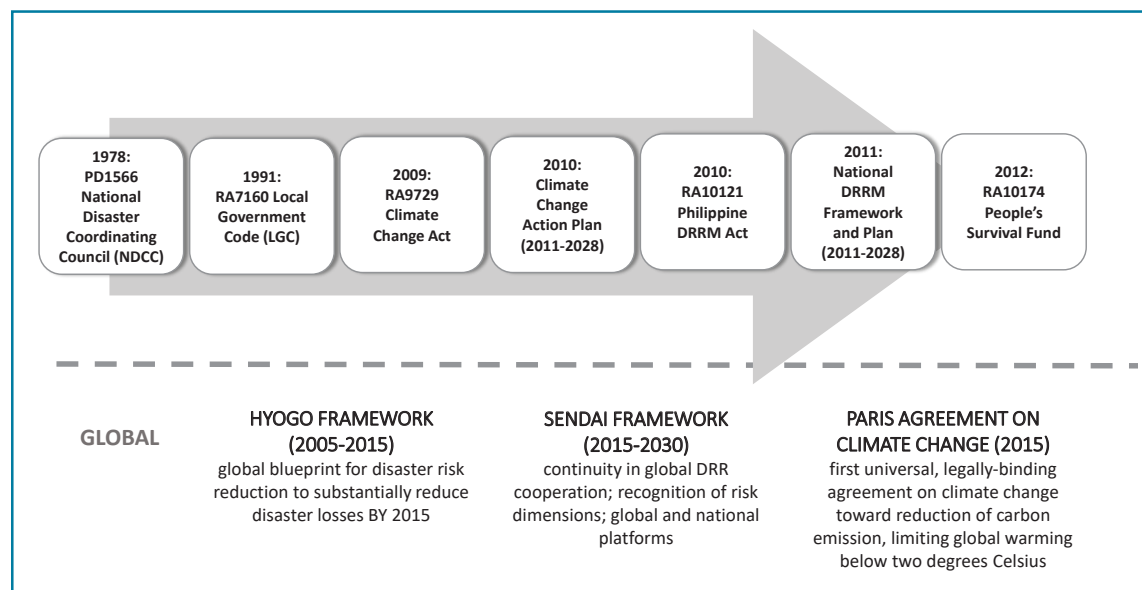 1978:
PD1566
National
Disaster
Coordinating
Council (NDCC)
1991:
RA7160 Local
Government
Code (LGC)
2009:
RA9729
Climate
Change Act
2010:
Climate
Change
Action Plan
(2011-2028)
2010:
RA10121
Philippine
DRRM Act
2011:
National
DRRM
Framework
and Plan
(2011-2028)
2012:
RA10174
People’s
Survival Fund
GLOBAL
HYOGO FRAMEWORK
(2005-2015)
global blueprint for disaster risk
reduction to substantially reduce
disaster losses BY 2015
SENDAI FRAMEWORK
(2015-2030)
continuity in global DRR
cooperation; recognition of risk
dimensions; global and national
platforms
PARIS AGREEMENT ON
CLIMATE CHANGE (2015)
first universal, legally-binding
agreement on climate change
toward reduction of carbon
emission, limiting global warming
below two degrees Celsius